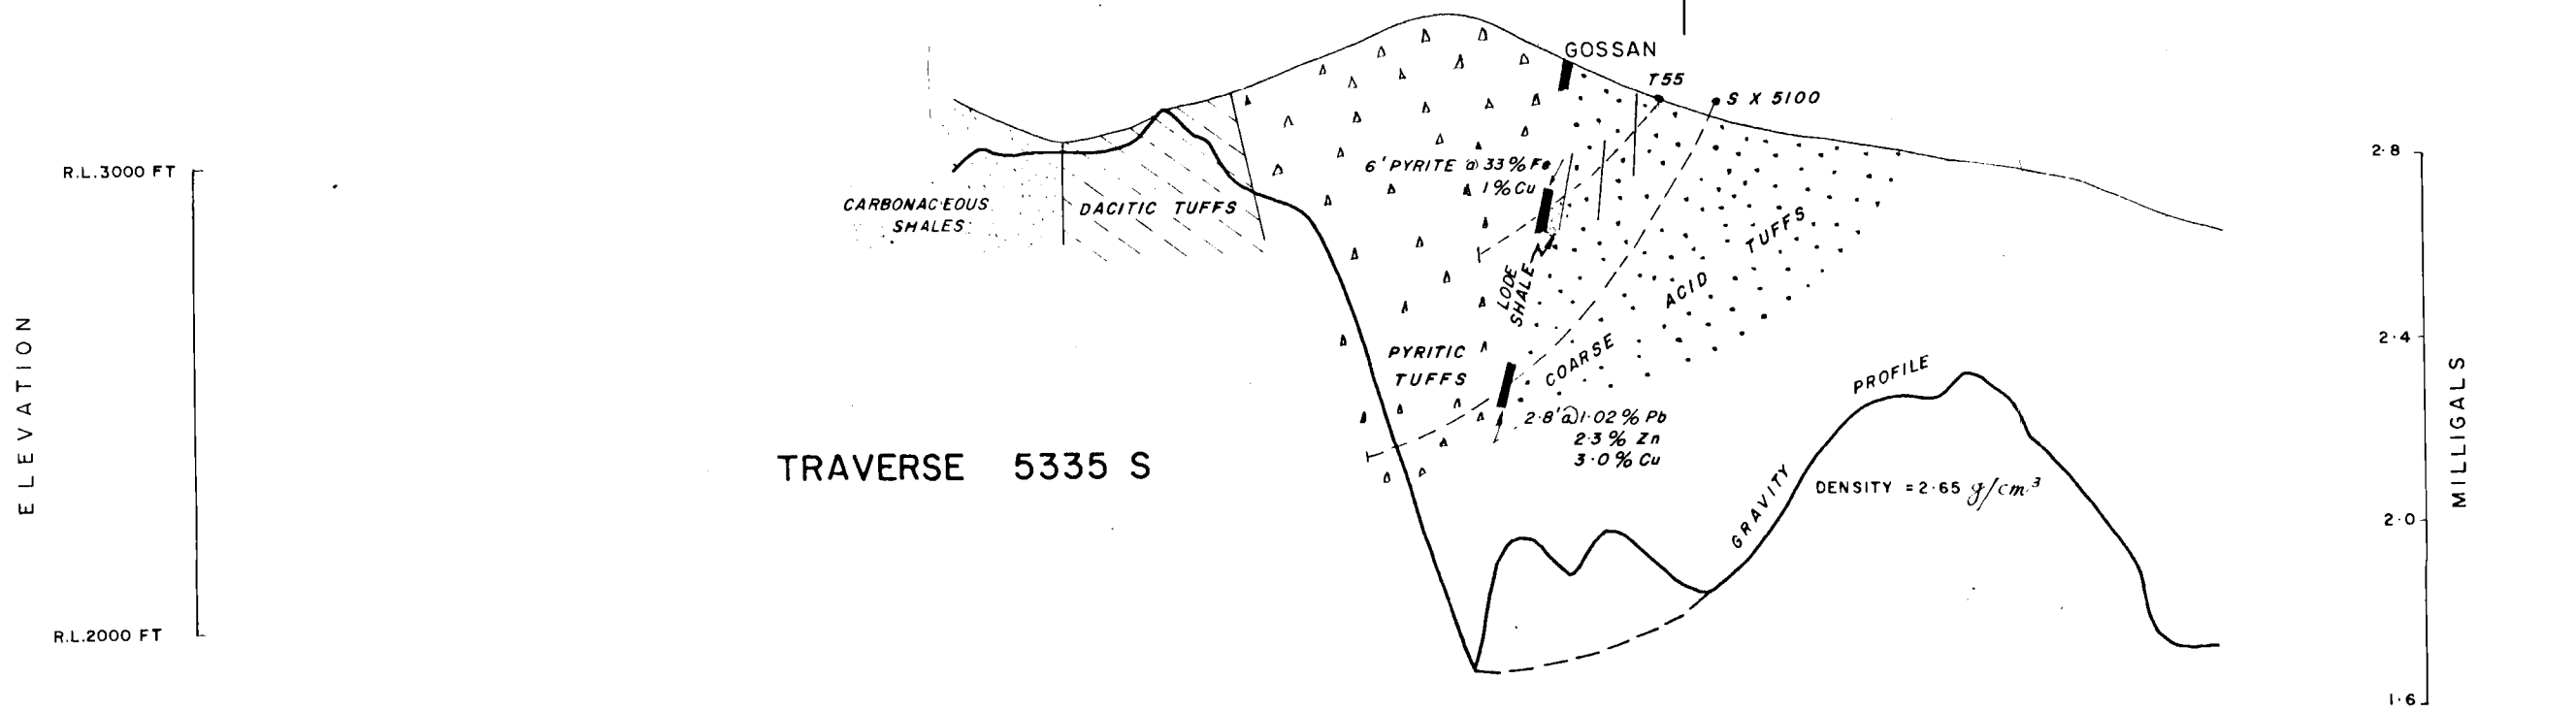 GOSSAN
T55
S X 5100
R.L.3000 FT
2·8
6' PYRITE @ 33% Fe
1% Cu
CARBONACEOUS
SHALES
DACITIC TUFFS
LODE
SHALE
COARSE ACID TUFFS
ELEVATION
2·4
MILLIGALS
PYRITIC
TUFFS
GRAVITY PROFILE
2·8' @ 1·02% Pb
2·3% Zn
3·0% Cu
TRAVERSE 5335 S
DENSITY = 2·65 g/cm³
2·0
R.L.2000 FT
1·6